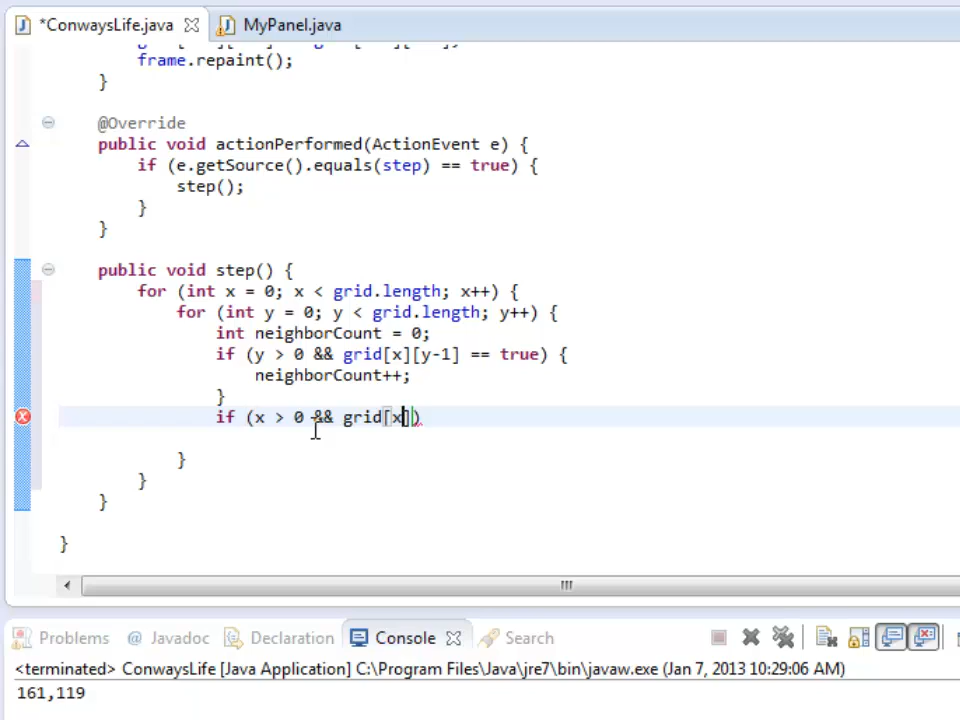 *ConwaysLife.java MyPanel.java
frame.repaint();
}
@Override
public void actionPerformed(ActionEvent e) {
if (e.getSource().equals(step) == true) {
step();
}
}
public void step() {
for (int x = 0; x < grid.length; x++) {
for (int y = 0; y < grid.length; y++) {
int neighborCount = 0;
if (y > 0 && grid[x][y-1] == true) {
neighborCount++;
}
if (x > 0 && grid[x])
}
}
}
}
Problems @ Javadoc Declaration Console Search
<terminated> ConwaysLife [Java Application] C:\Program Files\Java\jre7\bin\javaw.exe (Jan 7, 2013 10:29:06 AM)
161,119